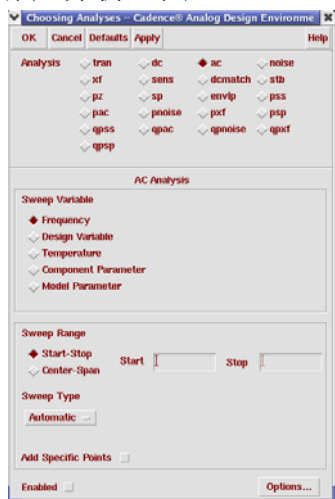 Choosing Analyses -- Cadence® Analog Design Environme
OK Cancel Defaults Apply Help
Analysis tran dc ac noise
xf sens dcmatch stb
pz sp envlp pss
pac pnoise pxf psp
qpss qpac qpnoise qpxf
qpsp
AC Analysis
Sweep Variable
Frequency
Design Variable
Temperature
Component Parameter
Model Parameter
Sweep Range
Start-Stop Start Stop
Center-Span
Sweep Type
Automatic
Add Specific Points
Enabled Options...